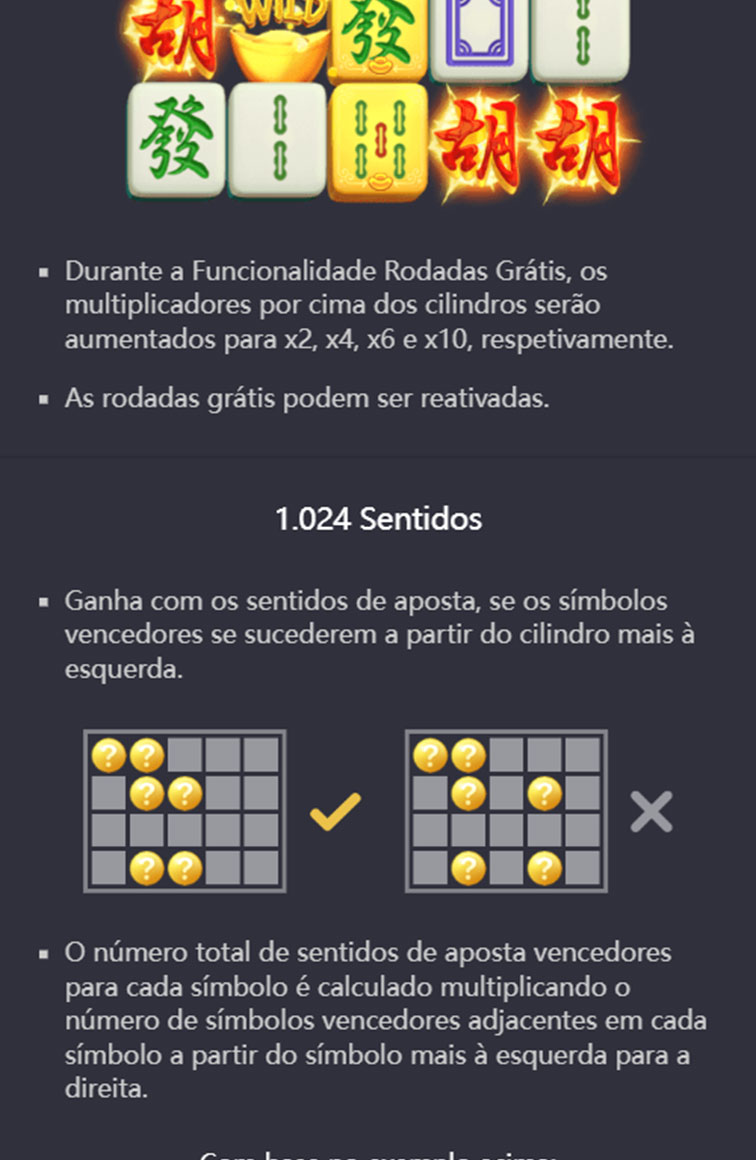 胡 WILD 發
發 胡 胡
Durante a Funcionalidade Rodadas Grátis, os
multiplicadores por cima dos cilindros serão
aumentados para x2, x4, x6 e x10, respetivamente.
As rodadas grátis podem ser reativadas.
1.024 Sentidos
Ganha com os sentidos de aposta, se os símbolos
vencedores se sucederem a partir do cilindro mais à
esquerda.
? ? ? ?
? ? ? ?
? ? ? ?
O número total de sentidos de aposta vencedores
para cada símbolo é calculado multiplicando o
número de símbolos vencedores adjacentes em cada
símbolo a partir do símbolo mais à esquerda para a
direita.